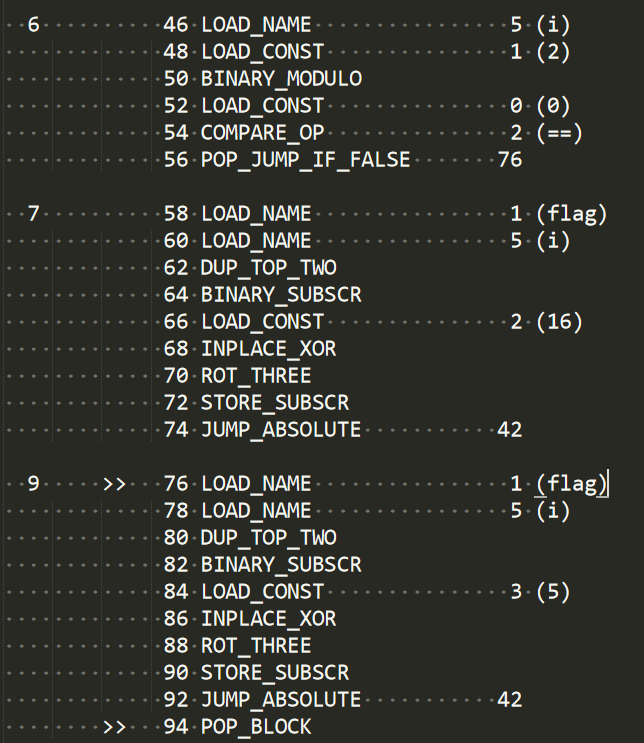 6 46 LOAD_NAME 5 (i)
48 LOAD_CONST 1 (2)
50 BINARY_MODULO
52 LOAD_CONST 0 (0)
54 COMPARE_OP 2 (==)
56 POP_JUMP_IF_FALSE 76
7 58 LOAD_NAME 1 (flag)
60 LOAD_NAME 5 (i)
62 DUP_TOP_TWO
64 BINARY_SUBSCR
66 LOAD_CONST 2 (16)
68 INPLACE_XOR
70 ROT_THREE
72 STORE_SUBSCR
74 JUMP_ABSOLUTE 42
9 >> 76 LOAD_NAME 1 (flag)
78 LOAD_NAME 5 (i)
80 DUP_TOP_TWO
82 BINARY_SUBSCR
84 LOAD_CONST 3 (5)
86 INPLACE_XOR
88 ROT_THREE
90 STORE_SUBSCR
92 JUMP_ABSOLUTE 42
>> 94 POP_BLOCK